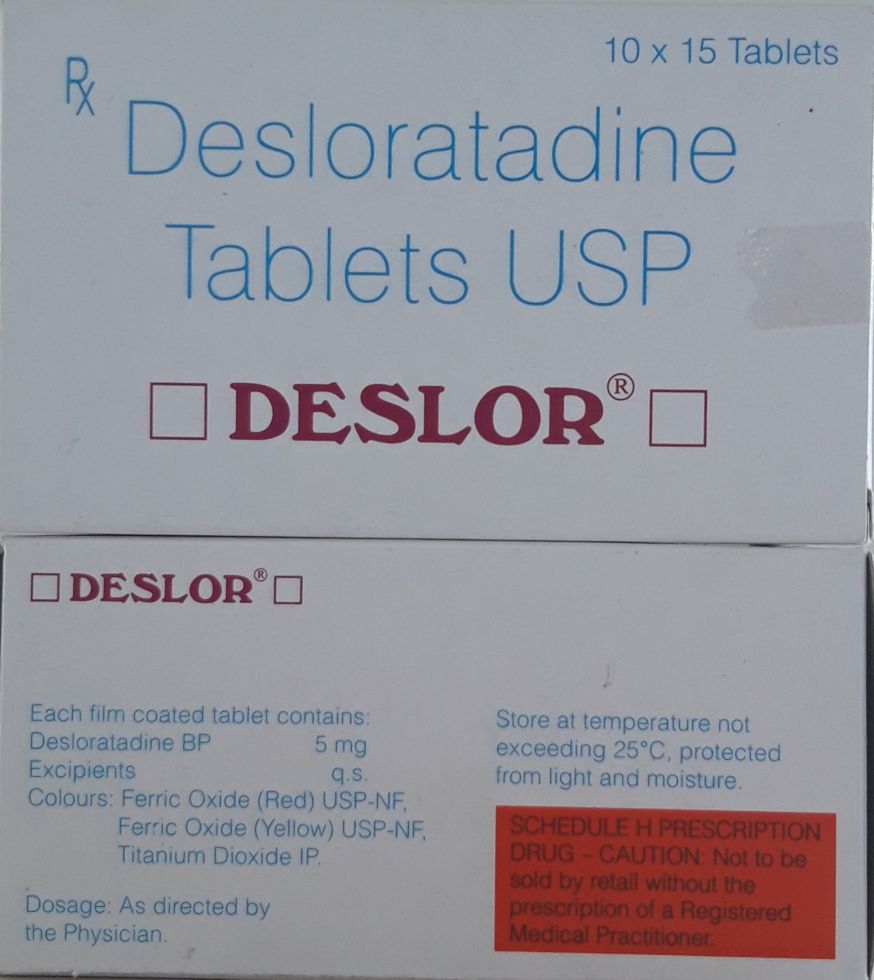 10 x 15 Tablets
Rx
Desloratadine
Tablets USP
DESLOR®
DESLOR®
Each film coated tablet contains:
Desloratadine BP 5 mg
Excipients q.s.
Colours: Ferric Oxide (Red) USP-NF,
Ferric Oxide (Yellow) USP-NF,
Titanium Dioxide IP.
Dosage: As directed by
the Physician.
Store at temperature not
exceeding 25°C, protected
from light and moisture.
SCHEDULE H PRESCRIPTION
DRUG – CAUTION: Not to be
sold by retail without the
prescription of a Registered
Medical Practitioner.